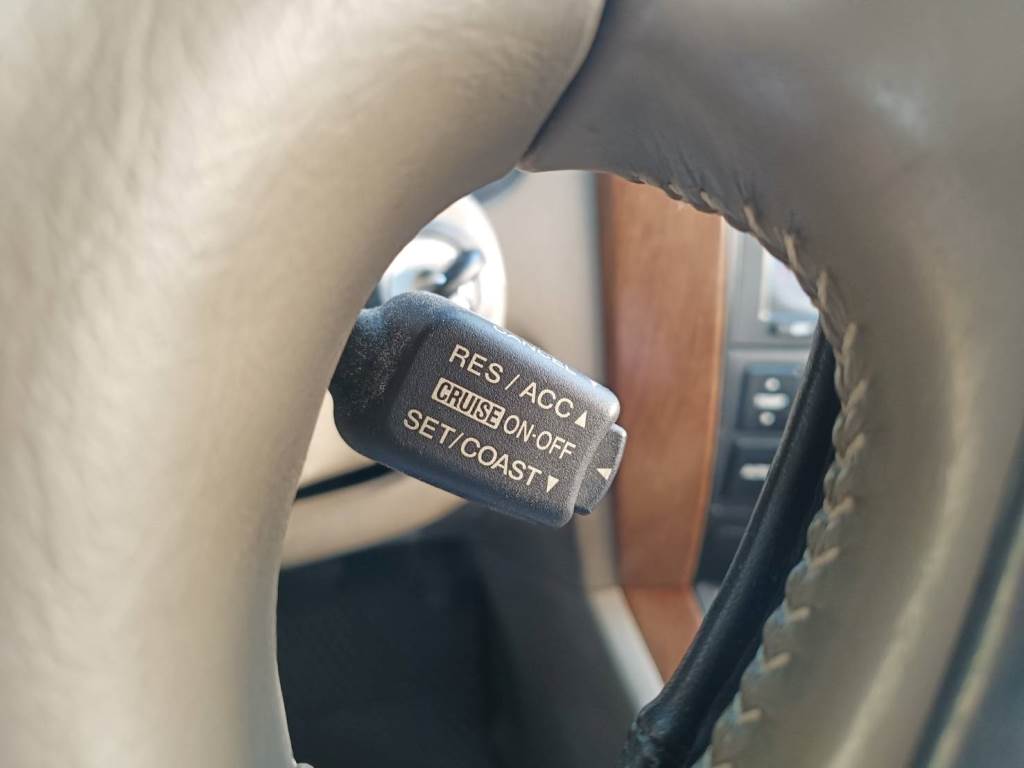 RES / ACC▲
CRUISE ON·OFF
SET/COAST▼